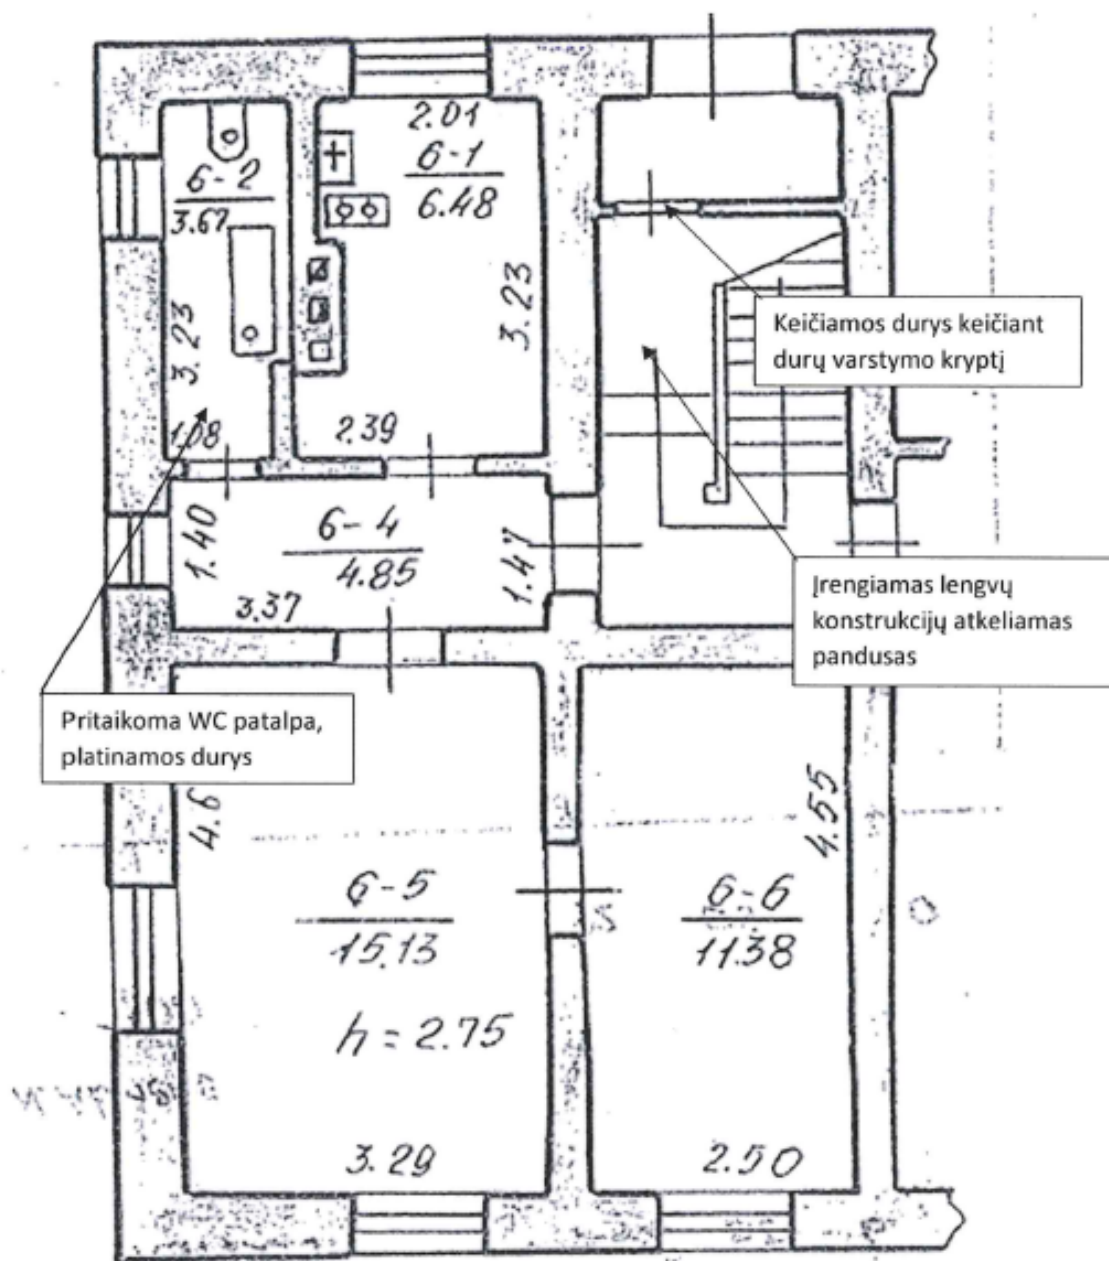 2.01
6-1
6.48
6-2
3.67
3.23
3.23
Keičiamos durys keičiant
durų varstymo kryptį
1.08
2.39
1.40
6-4
4.85
1.47
3.37
Įrengiamas lengvų
konstrukcijų atkeliamas
pandusas
Pritaikoma WC patalpa,
platinamos durys
4.6
4.55
6-5
15.13
6-6
11.38
h = 2.75
3.29
2.50